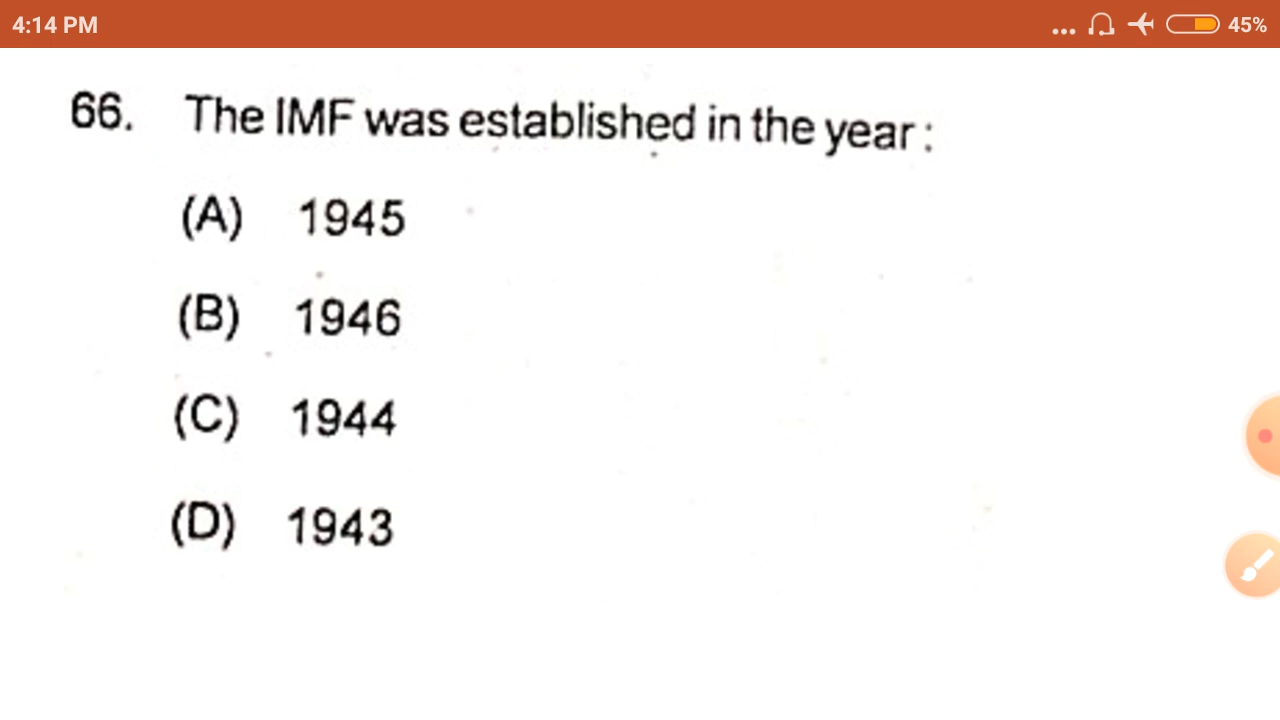 4:14 PM ... 45%
66. The IMF was established in the year :
(A) 1945
(B) 1946
(C) 1944
(D) 1943